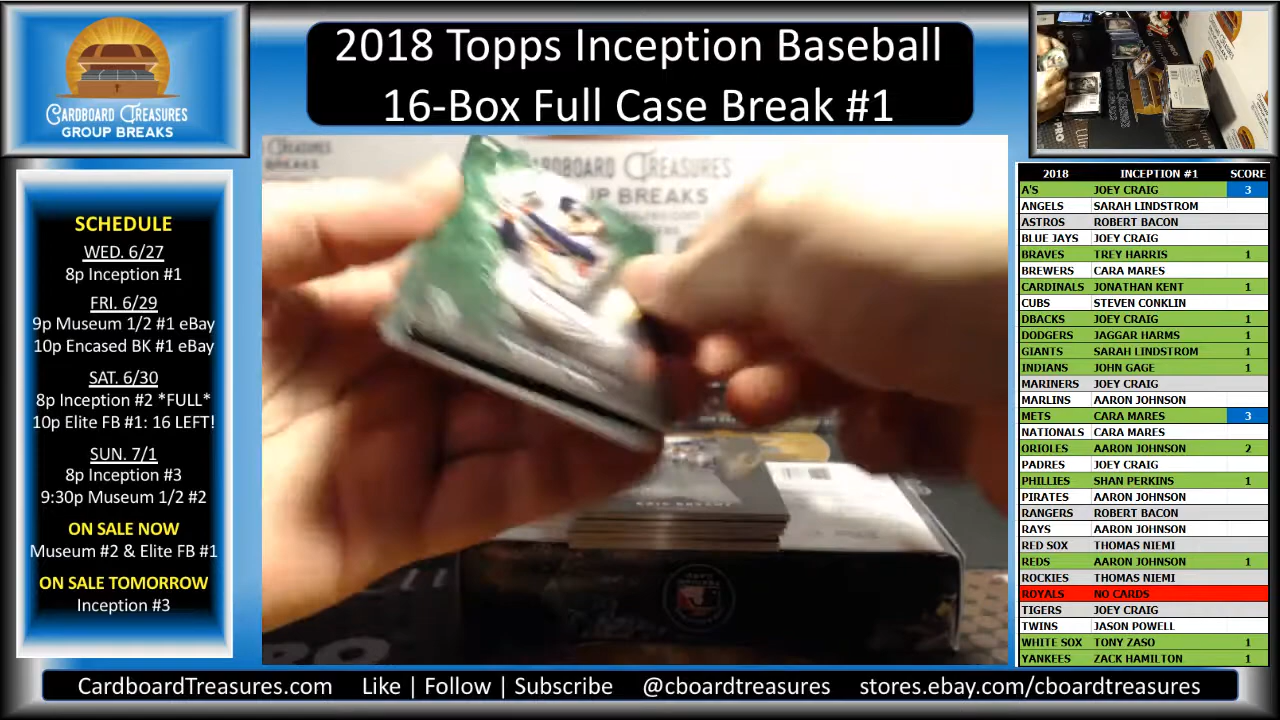 CARDBOARD TREASURES
GROUP BREAKS
2018 Topps Inception Baseball
16-Box Full Case Break #1
SCHEDULE
WED. 6/27
8p Inception #1
FRI. 6/29
9p Museum 1/2 #1 eBay
10p Encased BK #1 eBay
SAT. 6/30
8p Inception #2 *FULL*
10p Elite FB #1: 16 LEFT!
SUN. 7/1
8p Inception #3
9:30p Museum 1/2 #2
ON SALE NOW
Museum #2 & Elite FB #1
ON SALE TOMORROW
Inception #3
TREASURES
BREAKS
CARDBOARD TREASURES
UP BREAKS
KRIS BRYANT
2018 INCEPTION #1 SCORE
A'S JOEY CRAIG 3
ANGELS SARAH LINDSTROM
ASTROS ROBERT BACON
BLUE JAYS JOEY CRAIG
BRAVES TREY HARRIS 1
BREWERS CARA MARES
CARDINALS JONATHAN KENT 1
CUBS STEVEN CONKLIN
DBACKS JOEY CRAIG 1
DODGERS JAGGAR HARMS 1
GIANTS SARAH LINDSTROM 1
INDIANS JOHN GAGE 1
MARINERS JOEY CRAIG
MARLINS AARON JOHNSON
METS CARA MARES 3
NATIONALS CARA MARES
ORIOLES AARON JOHNSON 2
PADRES JOEY CRAIG
PHILLIES SHAN PERKINS 1
PIRATES AARON JOHNSON
RANGERS ROBERT BACON
RAYS AARON JOHNSON
RED SOX THOMAS NIEMI
REDS AARON JOHNSON 1
ROCKIES THOMAS NIEMI
ROYALS NO CARDS
TIGERS JOEY CRAIG
TWINS JASON POWELL
WHITE SOX TONY ZASO 1
YANKEES ZACK HAMILTON 1
CardboardTreasures.com Like | Follow | Subscribe @cboardtreasures stores.ebay.com/cboardtreasures